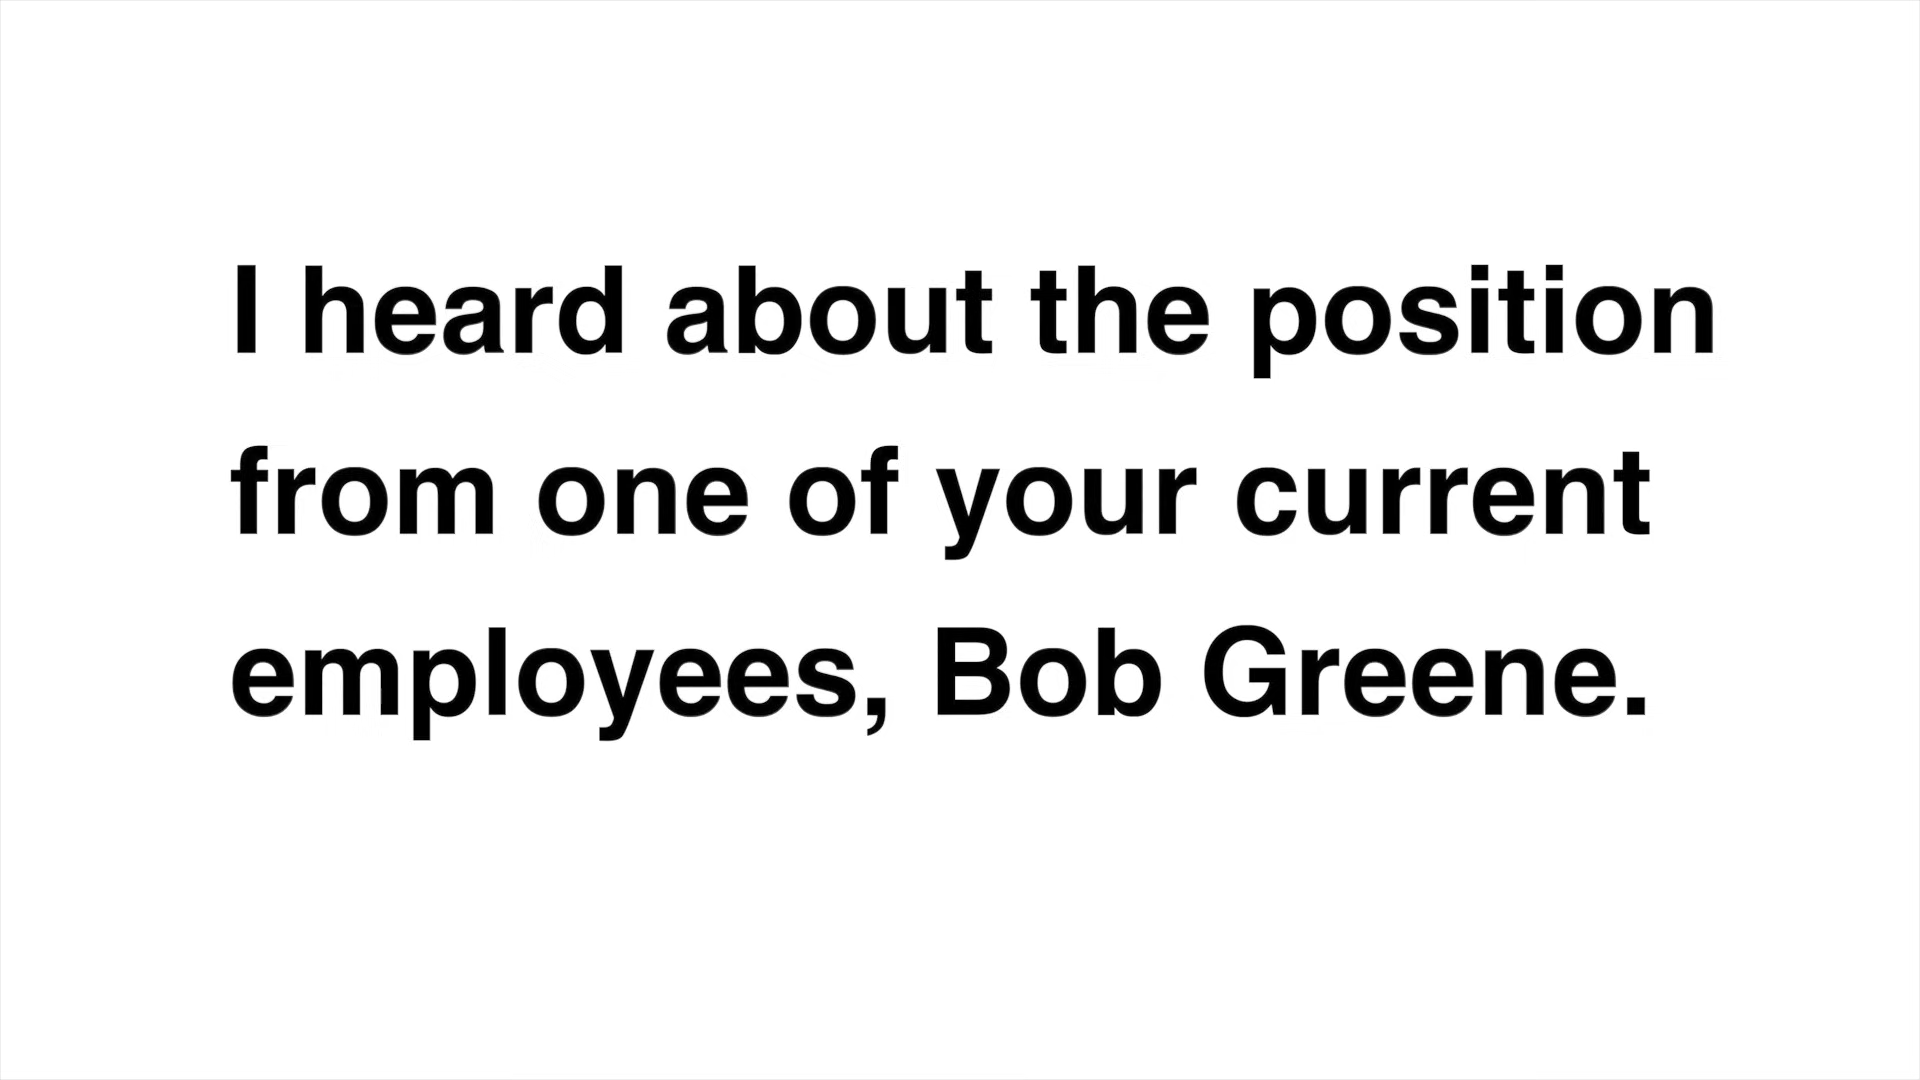 I heard about the position
from one of your current
employees, Bob Greene.